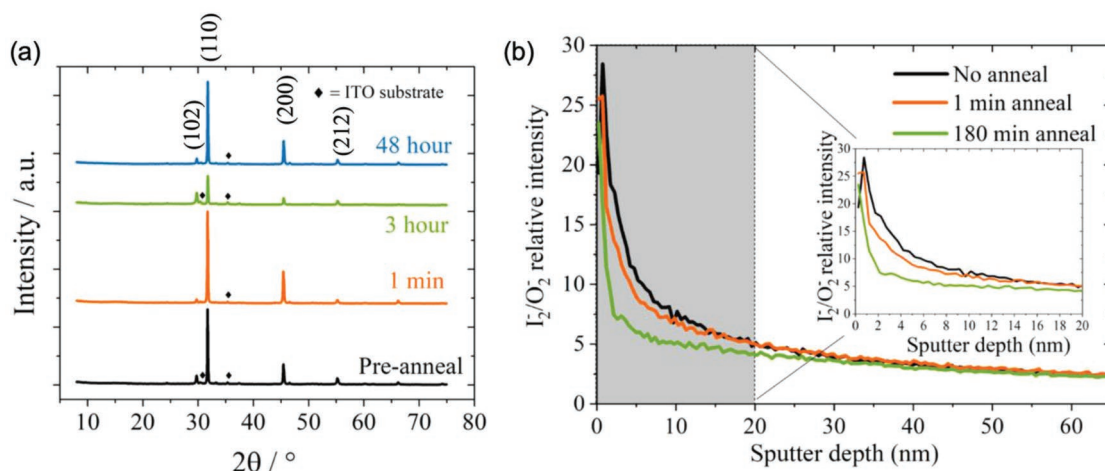 (a)
(110)
♦ = ITO substrate
(102)
(200)
(212)
48 hour
3 hour
1 min
Pre-anneal
Intensity / a.u.
10 20 30 40 50 60 70 80
2θ / °
(b)
30
25
20
15
10
5
0
I₂⁻/O₂⁻ relative intensity
0 10 20 30 40 50 60
Sputter depth (nm)
No anneal
1 min anneal
180 min anneal
30
25
20
15
10
5
0
I₂⁻/O₂⁻ relative intensity
0 2 4 6 8 10 12 14 16 18 20
Sputter depth (nm)